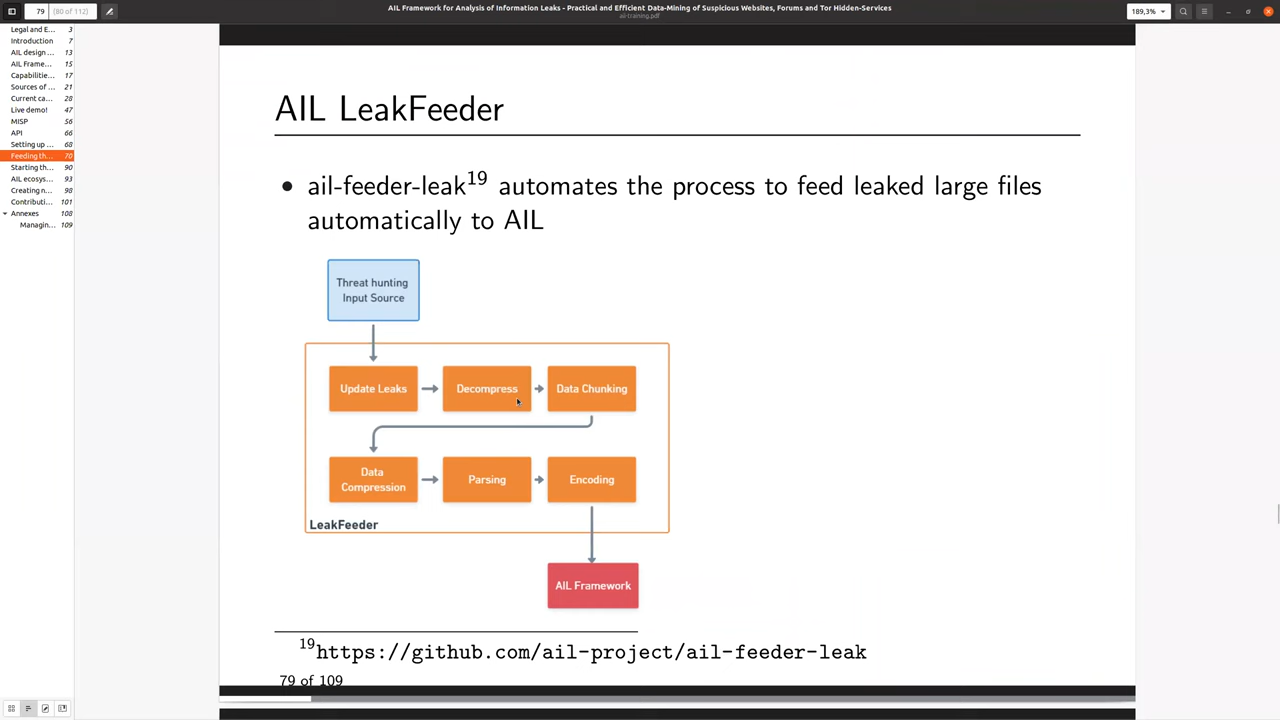 AIL Framework for Analysis of Information Leaks - Practical and Efficient Data-Mining of Suspicious Websites, Forums and Tor Hidden-Services
ail-training.pdf
79
(80 of 112)
189,3%
Legal and E... 3
Introduction 7
AIL design ... 13
AIL Frame... 15
Capabilitie... 17
Sources of ... 21
Current ca... 28
Live demo! 47
MISP 56
API 66
Setting up ... 68
Feeding th... 70
Starting th... 90
AIL ecosys... 93
Creating n... 98
Contributi... 101
Annexes 108
Managin... 109
AIL LeakFeeder
• ail-feeder-leak19 automates the process to feed leaked large files
automatically to AIL
Threat hunting
Input Source
Update Leaks
Decompress
Data Chunking
Data
Compression
Parsing
Encoding
LeakFeeder
AIL Framework
19https://github.com/ail-project/ail-feeder-leak
79 of 109